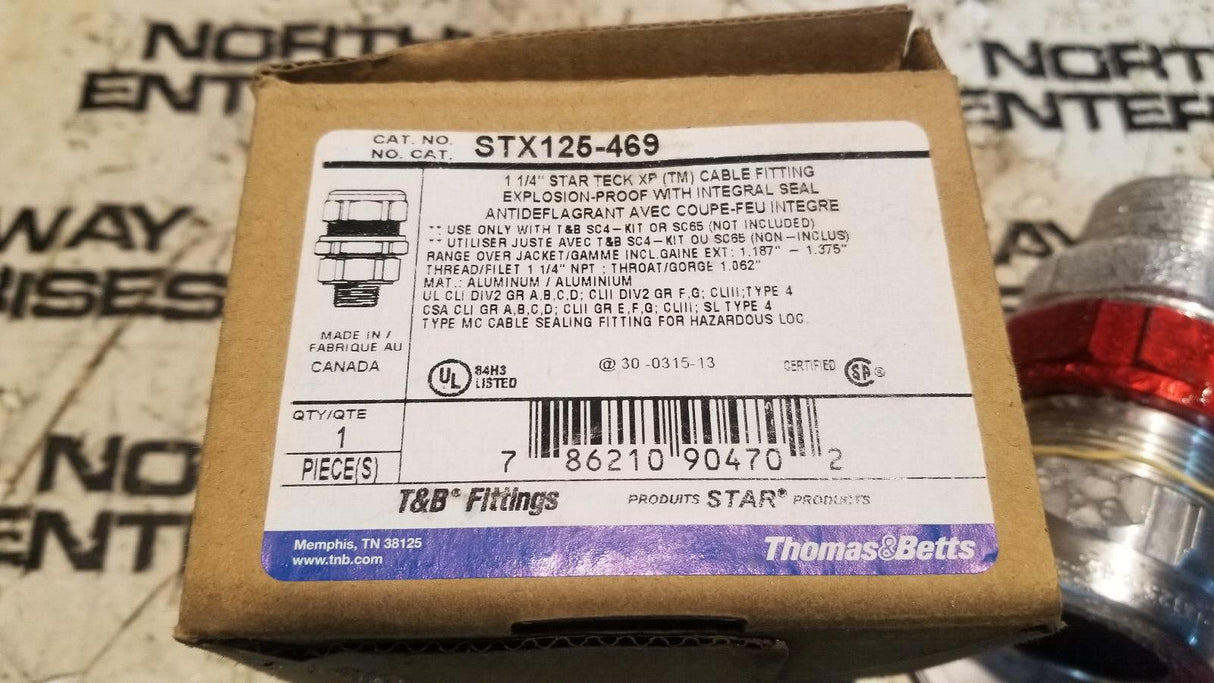 NORTHW
ENTE
NORT
ENTER
WAY
RISES
NO
ENT
CAT. NO.
NO. CAT. STX125-469
1 1/4" STAR TECK XP (TM) CABLE FITTING
EXPLOSION-PROOF WITH INTEGRAL SEAL
ANTIDEFLAGRANT AVEC COUPE-FEU INTEGRE
** USE ONLY WITH T&B SC4-KIT OR SC65 (NOT INCLUDED)
** UTILISER JUSTE AVEC T&B SC4-KIT OU SC65 (NON-INCLUS)
RANGE OVER JACKET/GAMME INCL.GAINE EXT: 1.187" - 1.375"
THREAD/FILET 1 1/4" NPT ; THROAT/GORGE 1.062"
MAT.: ALUMINUM / ALUMINIUM
UL CLI DIV2 GR A,B,C,D; CLII DIV2 GR F,G; CLIII;TYPE 4
CSA CLI GR A,B,C,D; CLII GR E,F,G; CLIII; SL TYPE 4
TYPE MC CABLE SEALING FITTING FOR HAZARDOUS LOC.
MADE IN /
FABRIQUE AU
CANADA
UL 84H3
LISTED
@ 30-0315-13
CERTIFIED SA®
QTY/QTE
1
PIECE(S)
7 86210 90470 2
T&B® Fittings
PRODUITS STAR® PRODUCTS
Memphis, TN 38125
www.tnb.com
Thomas&Betts